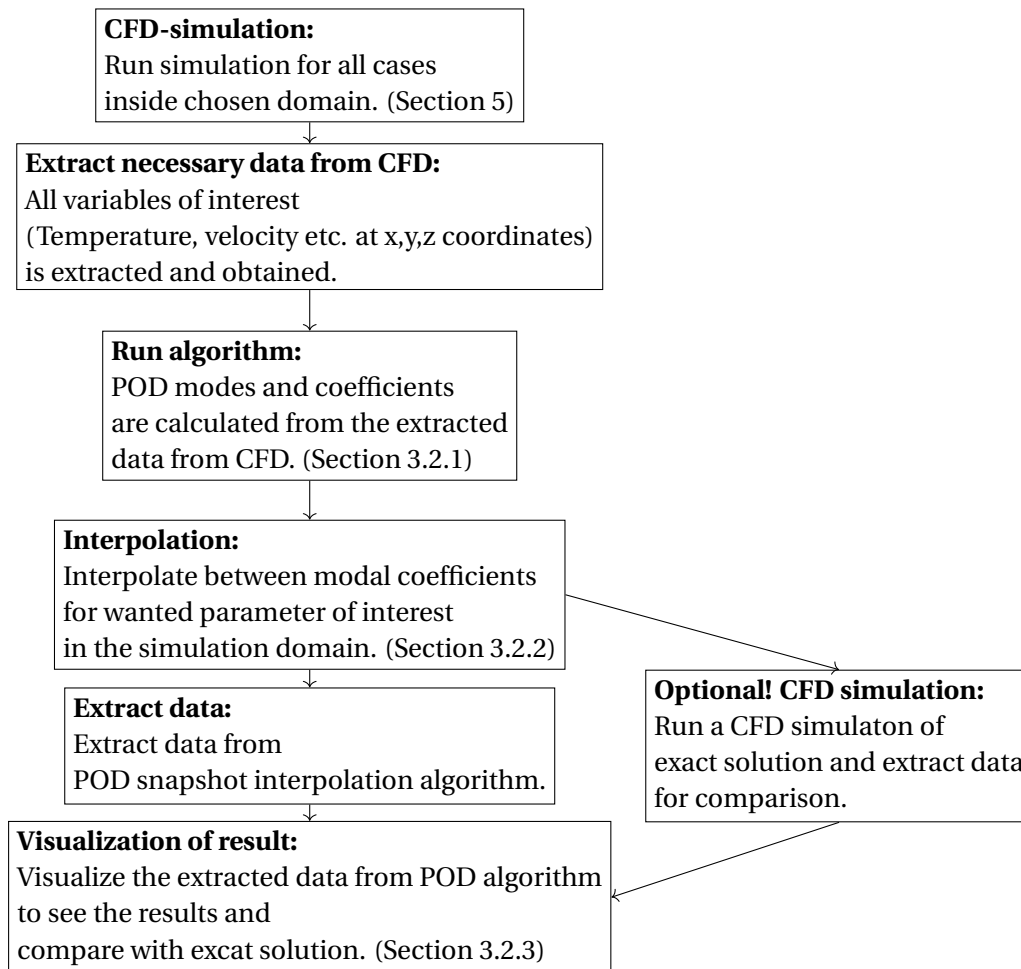 CFD-simulation:
Run simulation for all cases
inside chosen domain. (Section 5)
Extract necessary data from CFD:
All variables of interest
(Temperature, velocity etc. at x,y,z coordinates)
is extracted and obtained.
Run algorithm:
POD modes and coefficients
are calculated from the extracted
data from CFD. (Section 3.2.1)
Interpolation:
Interpolate between modal coefficients
for wanted parameter of interest
in the simulation domain. (Section 3.2.2)
Extract data:
Extract data from
POD snapshot interpolation algorithm.
Optional! CFD simulation:
Run a CFD simulaton of
exact solution and extract data
for comparison.
Visualization of result:
Visualize the extracted data from POD algorithm
to see the results and
compare with excat solution. (Section 3.2.3)